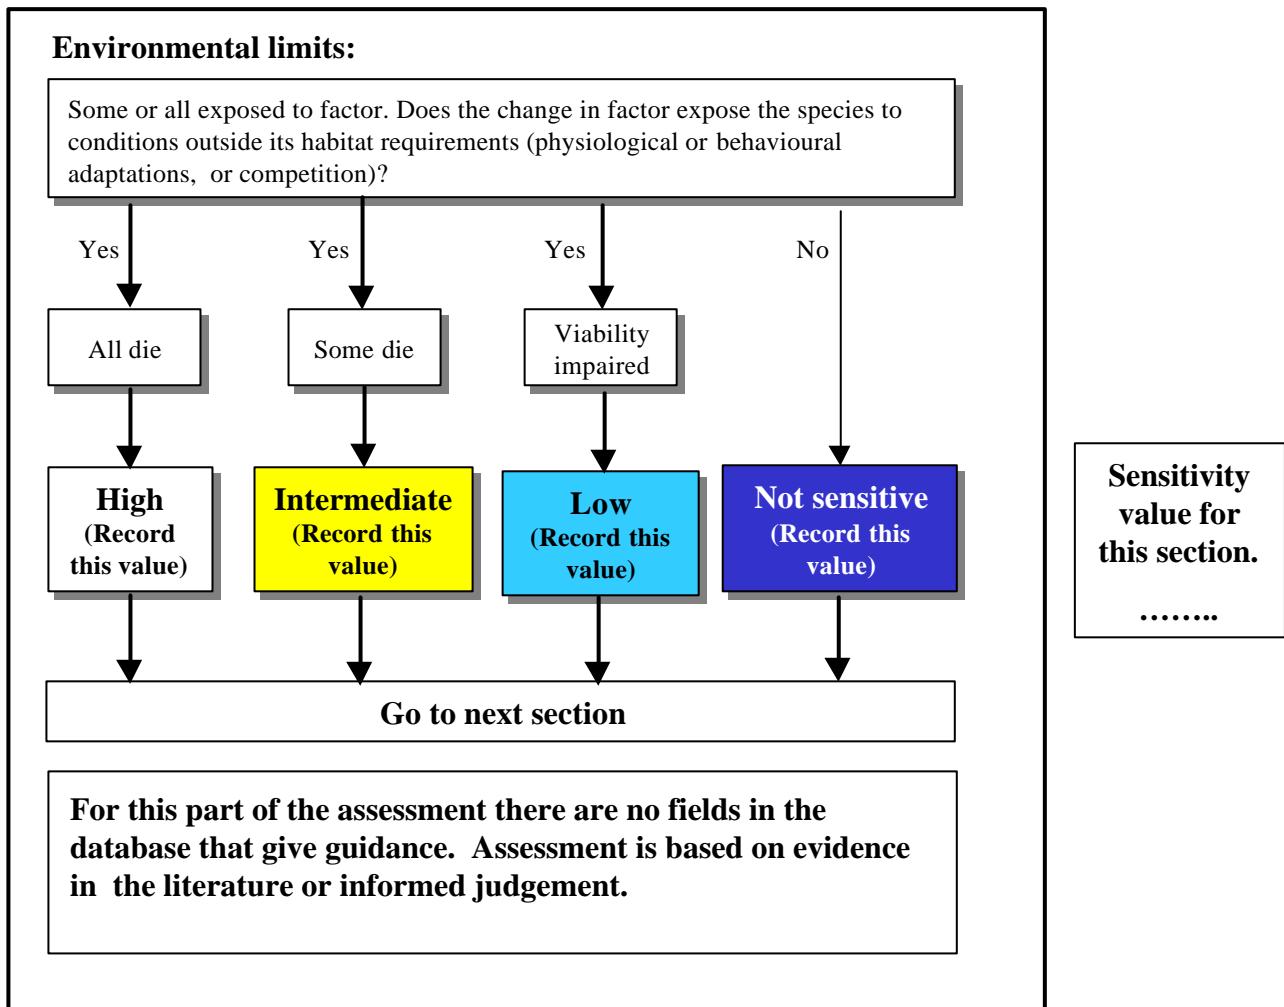 Environmental limits:
Some or all exposed to factor. Does the change in factor expose the species to
conditions outside its habitat requirements (physiological or behavioural
adaptations, or competition)?
Yes
Yes
Yes
No
All die
Some die
Viability
impaired
High
(Record
this value)
Intermediate
(Record this
value)
Low
(Record this
value)
Not sensitive
(Record this
value)
Go to next section
For this part of the assessment there are no fields in the
database that give guidance. Assessment is based on evidence
in the literature or informed judgement.
Sensitivity
value for
this section.
……..